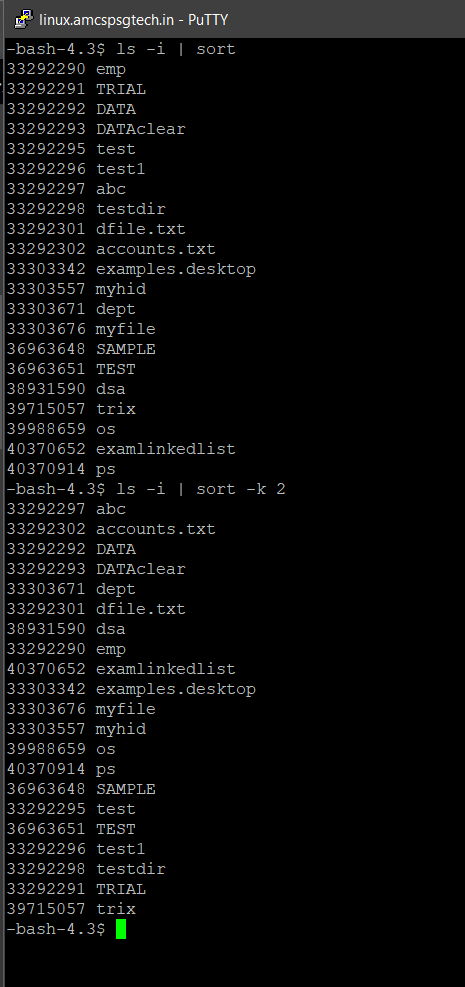 linux.amcspsgtech.in - PuTTY
-bash-4.3$ ls -i | sort
33292290 emp
33292291 TRIAL
33292292 DATA
33292293 DATAclear
33292295 test
33292296 test1
33292297 abc
33292298 testdir
33292301 dfile.txt
33292302 accounts.txt
33303342 examples.desktop
33303557 myhid
33303671 dept
33303676 myfile
36963648 SAMPLE
36963651 TEST
38931590 dsa
39715057 trix
39988659 os
40370652 examlinkedlist
40370914 ps
-bash-4.3$ ls -i | sort -k 2
33292297 abc
33292302 accounts.txt
33292292 DATA
33292293 DATAclear
33303671 dept
33292301 dfile.txt
38931590 dsa
33292290 emp
40370652 examlinkedlist
33303342 examples.desktop
33303676 myfile
33303557 myhid
39988659 os
40370914 ps
36963648 SAMPLE
33292295 test
36963651 TEST
33292296 test1
33292298 testdir
33292291 TRIAL
39715057 trix
-bash-4.3$